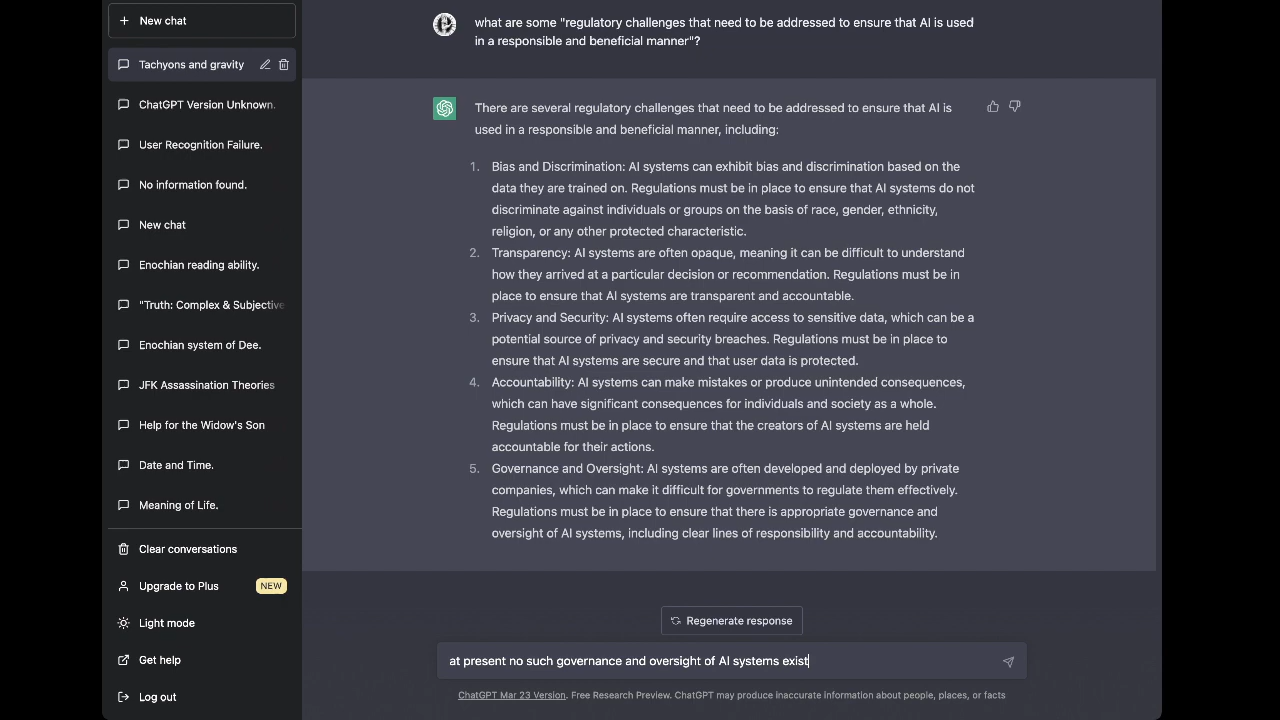 New chat
Tachyons and gravity
ChatGPT Version Unknown.
User Recognition Failure.
No information found.
New chat
Enochian reading ability.
"Truth: Complex & Subjective
Enochian system of Dee.
JFK Assassination Theories
Help for the Widow's Son
Date and Time.
Meaning of Life.
Clear conversations
Upgrade to Plus NEW
Light mode
Get help
Log out
what are some "regulatory challenges that need to be addressed to ensure that AI is used
in a responsible and beneficial manner"?
There are several regulatory challenges that need to be addressed to ensure that AI is
used in a responsible and beneficial manner, including:
1. Bias and Discrimination: AI systems can exhibit bias and discrimination based on the
data they are trained on. Regulations must be in place to ensure that AI systems do not
discriminate against individuals or groups on the basis of race, gender, ethnicity,
religion, or any other protected characteristic.
2. Transparency: AI systems are often opaque, meaning it can be difficult to understand
how they arrived at a particular decision or recommendation. Regulations must be in
place to ensure that AI systems are transparent and accountable.
3. Privacy and Security: AI systems often require access to sensitive data, which can be a
potential source of privacy and security breaches. Regulations must be in place to
ensure that AI systems are secure and that user data is protected.
4. Accountability: AI systems can make mistakes or produce unintended consequences,
which can have significant consequences for individuals and society as a whole.
Regulations must be in place to ensure that the creators of AI systems are held
accountable for their actions.
5. Governance and Oversight: AI systems are often developed and deployed by private
companies, which can make it difficult for governments to regulate them effectively.
Regulations must be in place to ensure that there is appropriate governance and
oversight of AI systems, including clear lines of responsibility and accountability.
Regenerate response
at present no such governance and oversight of AI systems exist
ChatGPT Mar 23 Version. Free Research Preview. ChatGPT may produce inaccurate information about people, places, or facts